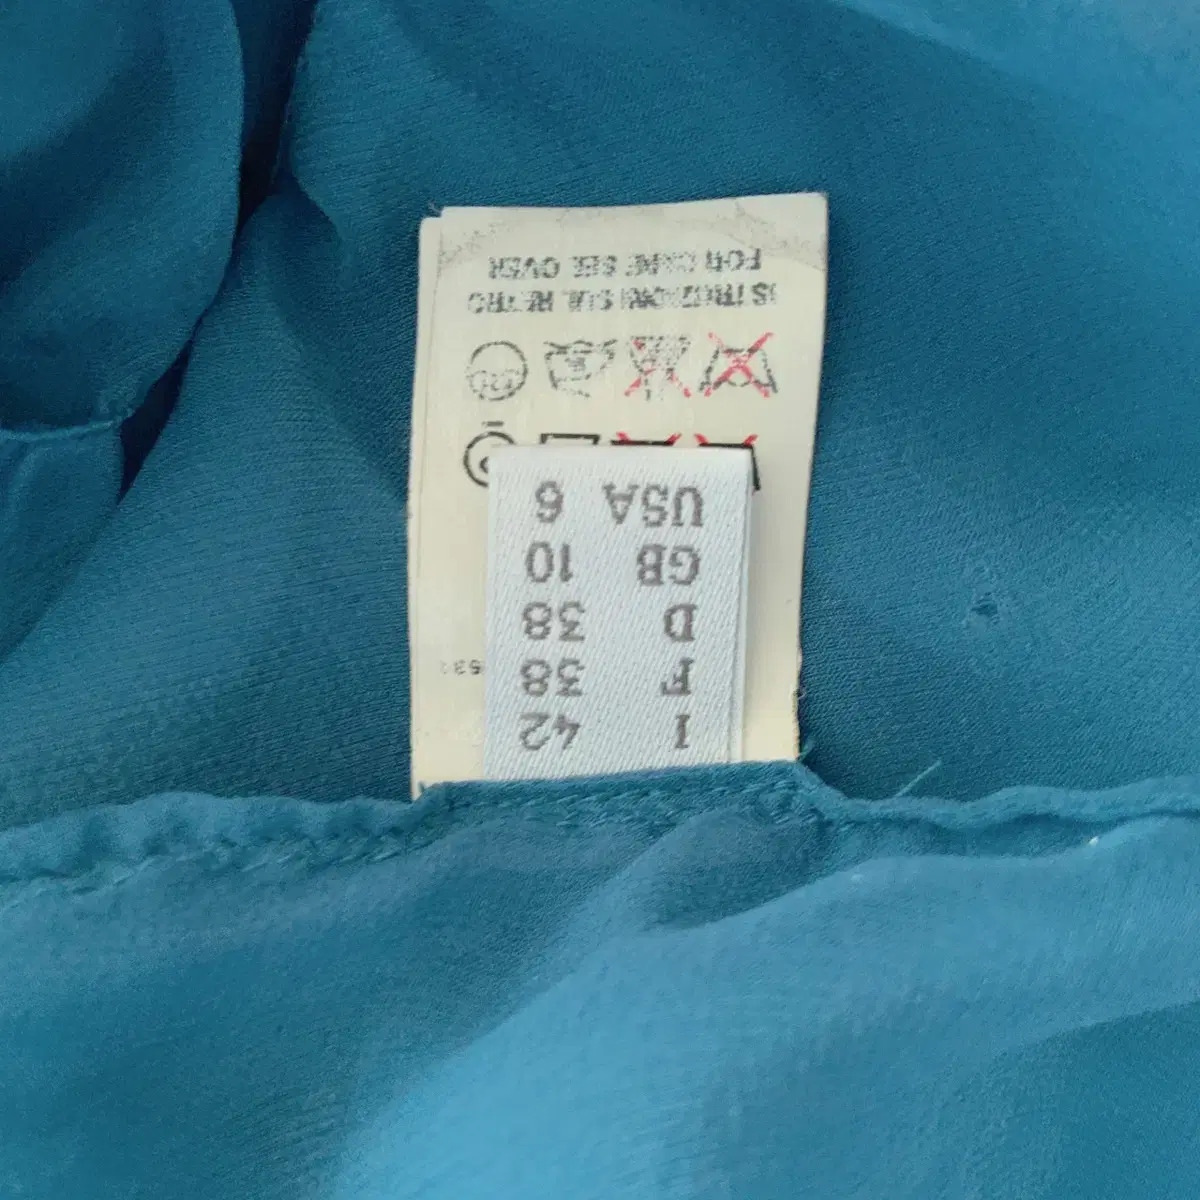 I 42
F 38
D 38
GB 10
USA 6
ISTRUZIONI SUL RETRO
FOR CARE SEE OVER